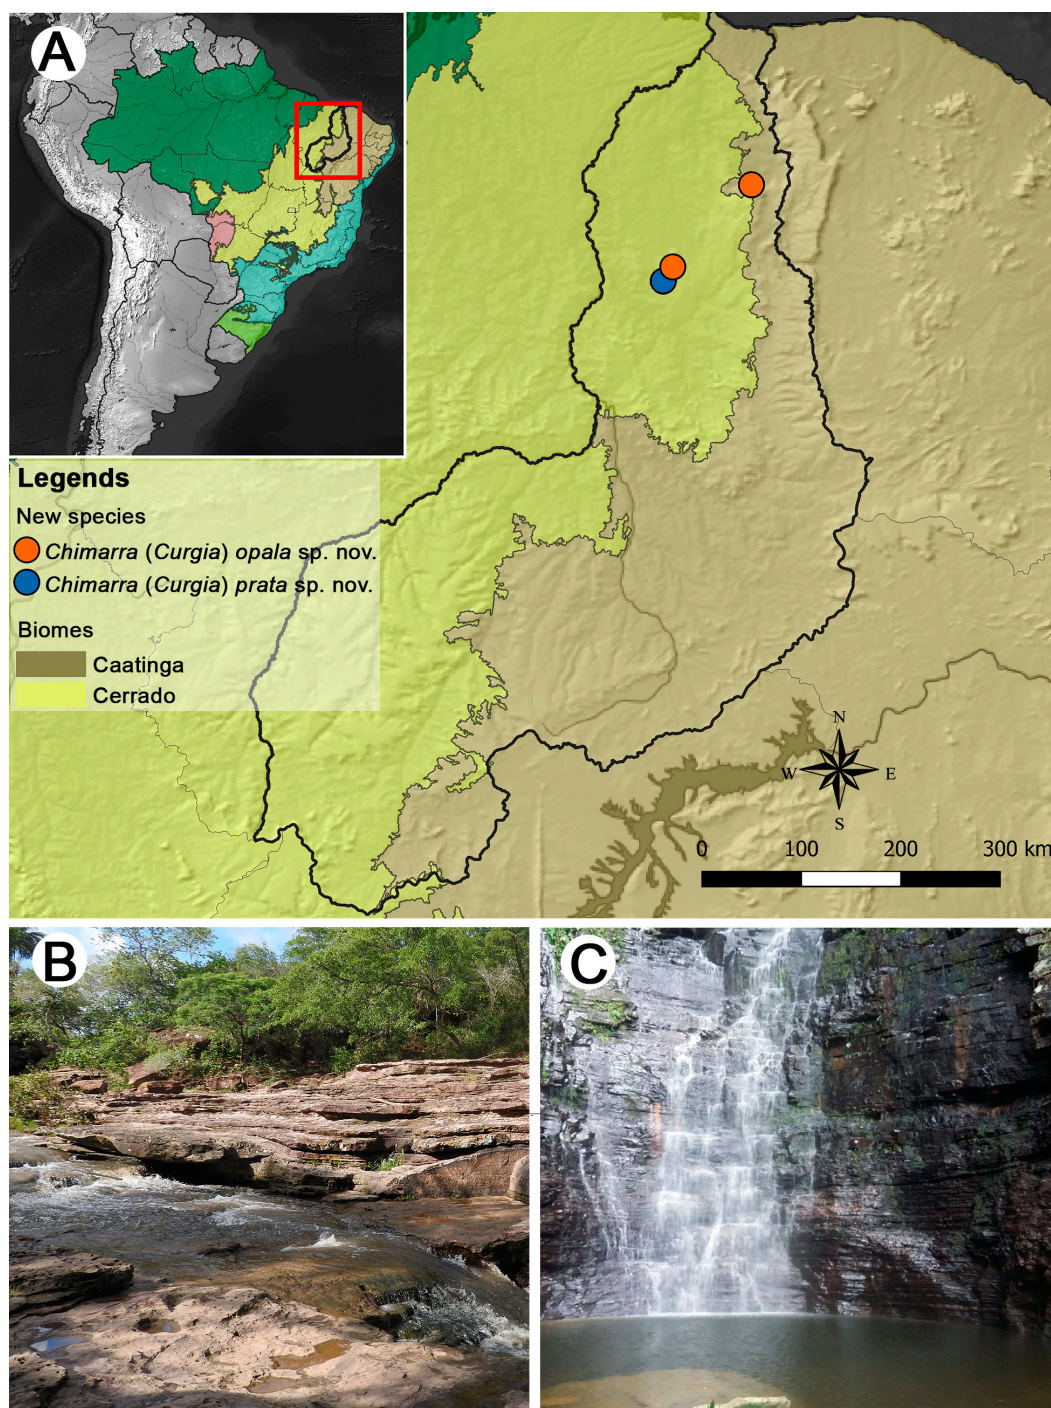 A
Legends
New species
Chimarra (Curgia) opala sp. nov.
Chimarra (Curgia) prata sp. nov.
Biomes
Caatinga
Cerrado
N
W E
S
0 100 200 300 km
B
C